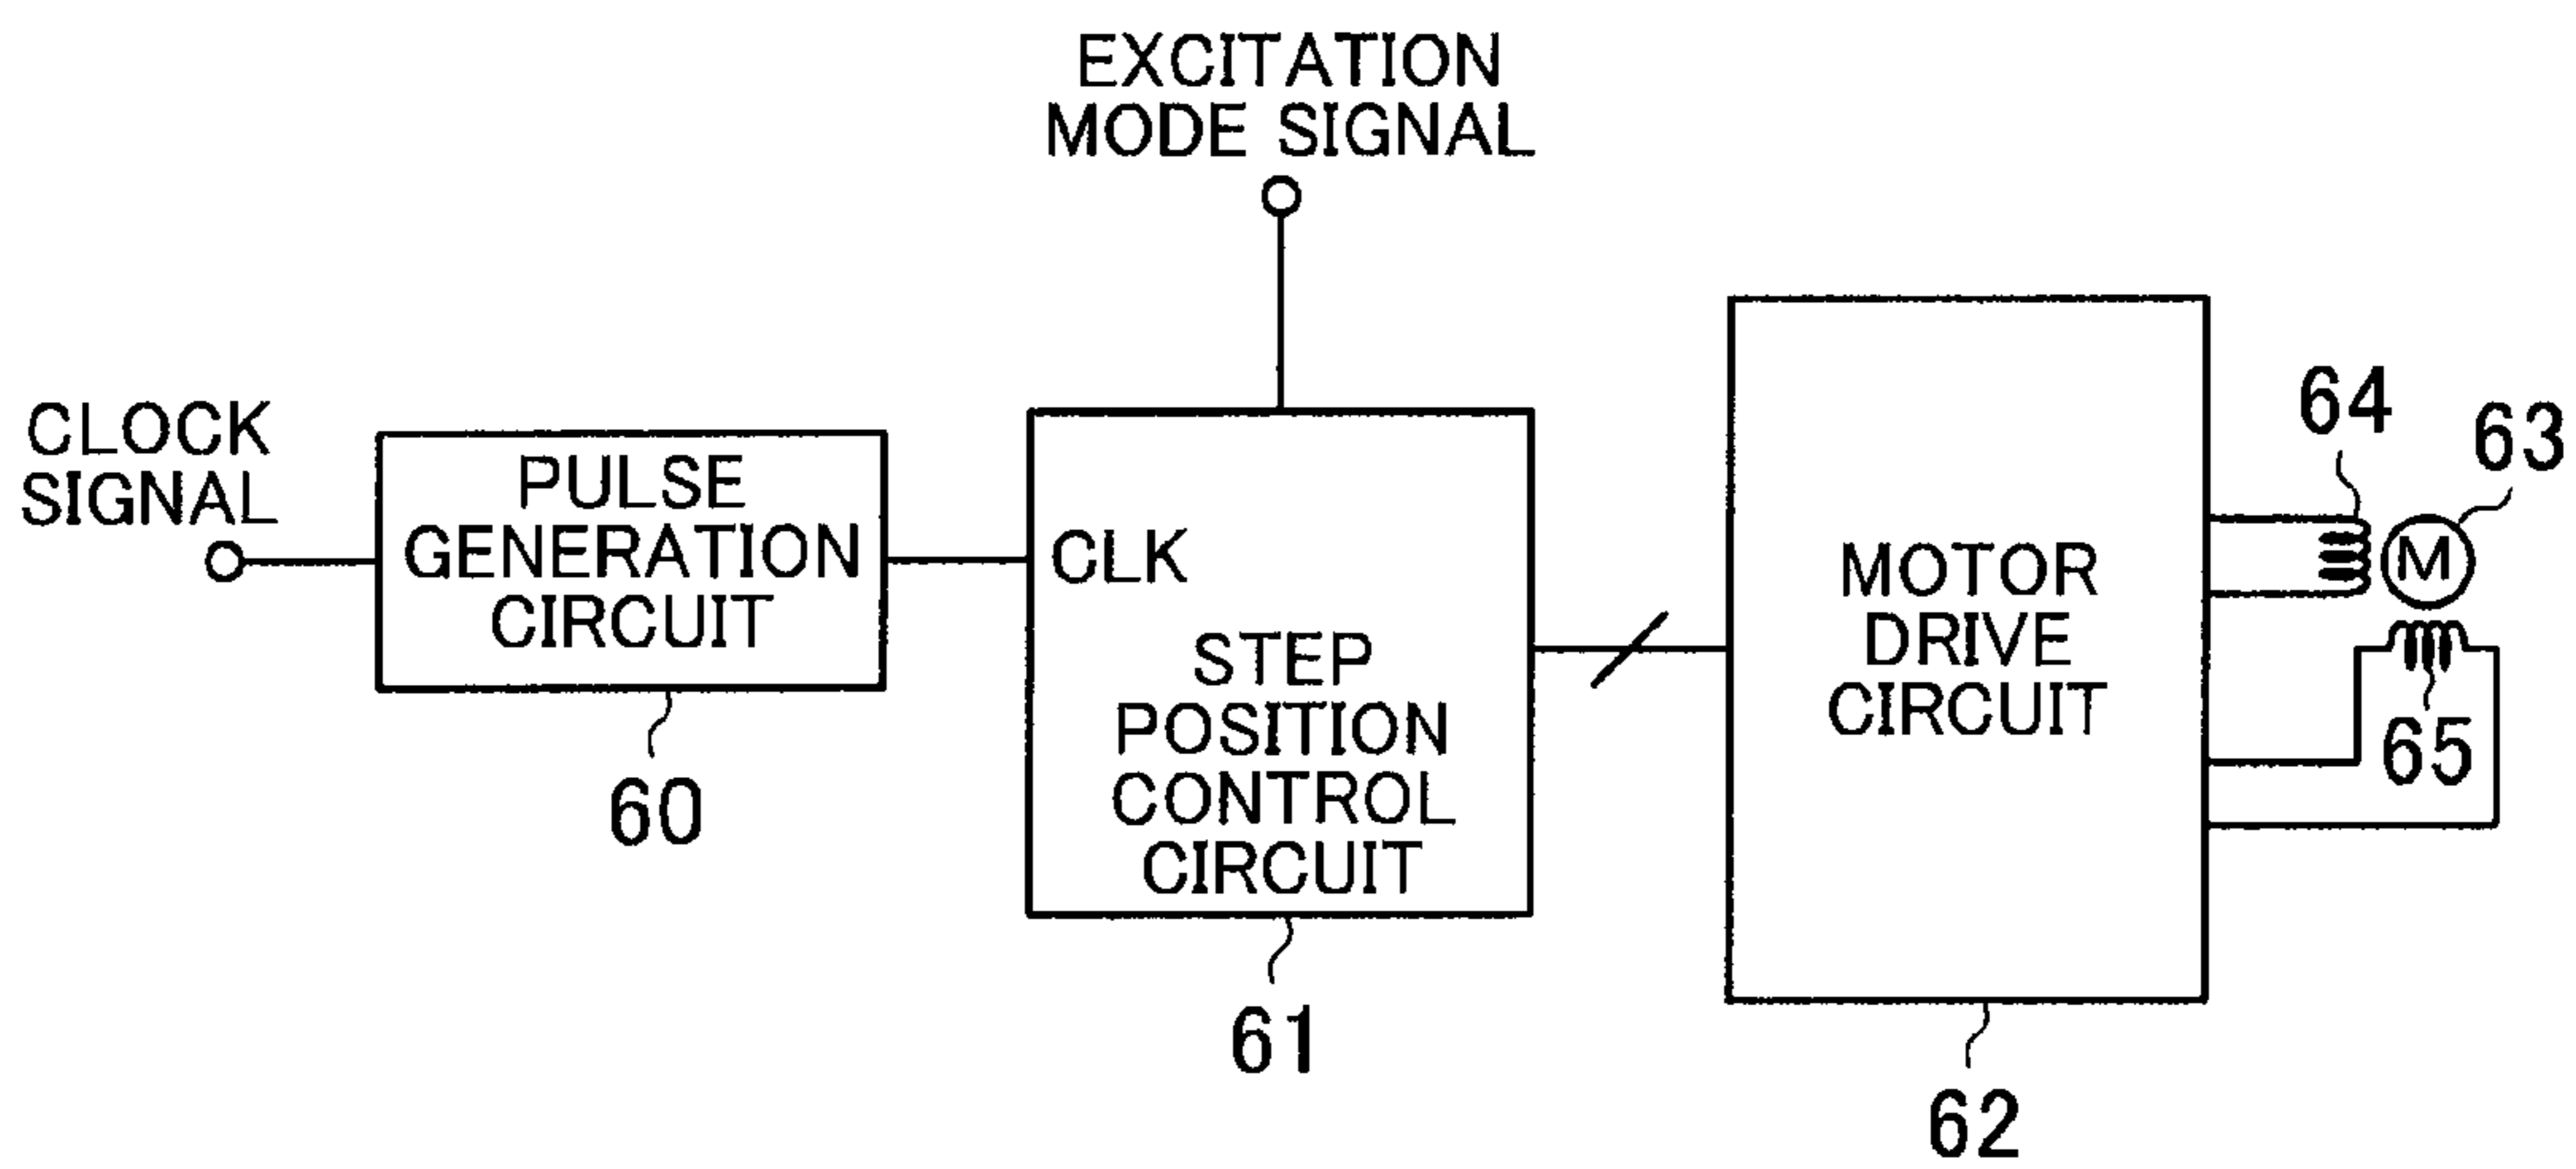 EXCITATION
MODE SIGNAL
CLOCK
SIGNAL
PULSE
GENERATION
CIRCUIT
60
CLK
STEP
POSITION
CONTROL
CIRCUIT
61
MOTOR
DRIVE
CIRCUIT
62
64
63
M
65